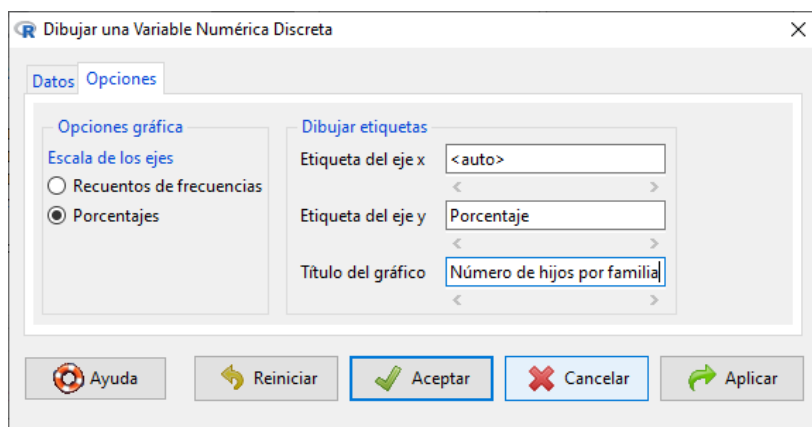 Dibujar una Variable Numérica Discreta
Datos Opciones
Opciones gráfica
Escala de los ejes
Recuentos de frecuencias
Porcentajes
Dibujar etiquetas
Etiqueta del eje x <auto>
Etiqueta del eje y Porcentaje
Título del gráfico Número de hijos por familia
Ayuda Reiniciar Aceptar Cancelar Aplicar